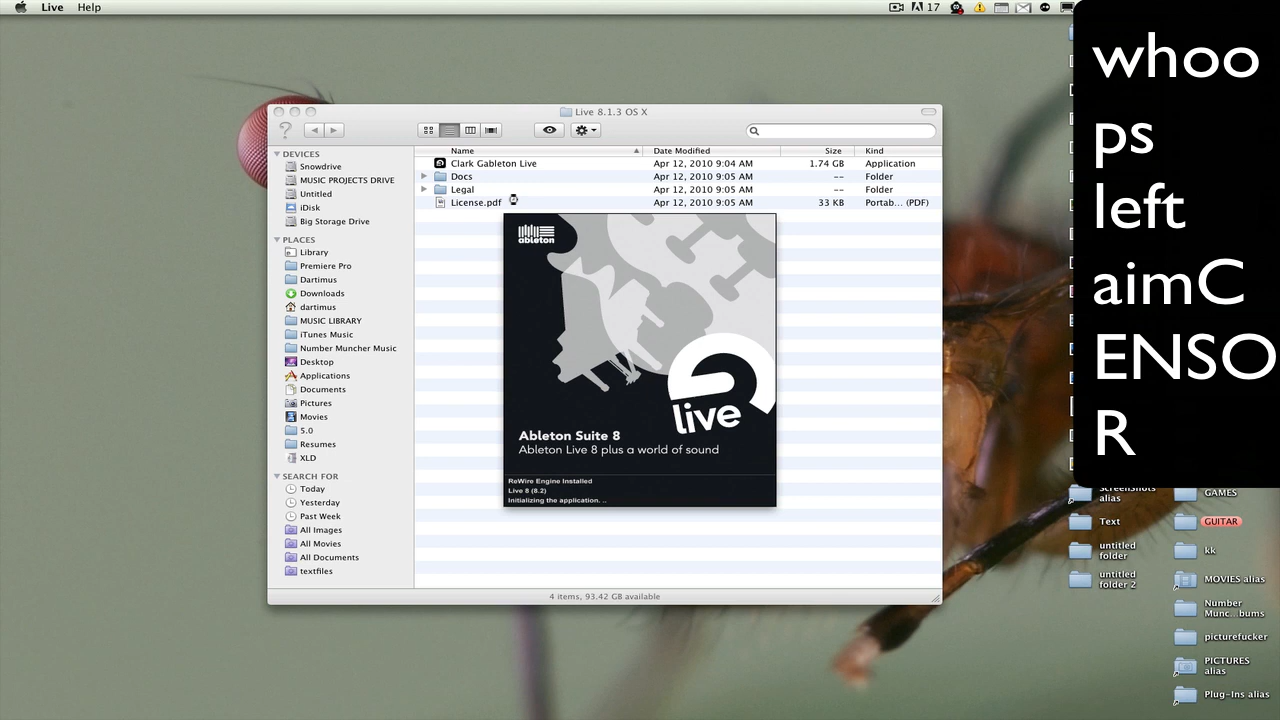 Live Help
17
whoo
ps
left
aimC
ENSO
R
Live 8.1.3 OS X
Name Date Modified Size Kind
Clark Gableton Live Apr 12, 2010 9:04 AM 1.74 GB Application
Docs Apr 12, 2010 9:05 AM -- Folder
Legal Apr 12, 2010 9:05 AM -- Folder
License.pdf Apr 12, 2010 9:05 AM 33 KB Portab... (PDF)
DEVICES
Snowdrive
MUSIC PROJECTS DRIVE
Untitled
iDisk
Big Storage Drive
PLACES
Library
Premiere Pro
Dartimus
Downloads
dartimus
MUSIC LIBRARY
iTunes Music
Number Muncher Music
Desktop
Applications
Documents
Pictures
Movies
5.0
Resumes
XLD
SEARCH FOR
Today
Yesterday
Past Week
All Images
All Movies
All Documents
textfiles
ableton
live
Ableton Suite 8
Ableton Live 8 plus a world of sound
ReWire Engine Installed
Live 8 (8.2)
Initializing the application. ..
4 items, 93.42 GB available
ScreenShots
alias
Text
untitled
folder
untitled
folder 2
GAMES
GUITAR
kk
MOVIES alias
Number
Munc...bums
picturefucker
PICTURES
alias
Plug-Ins alias